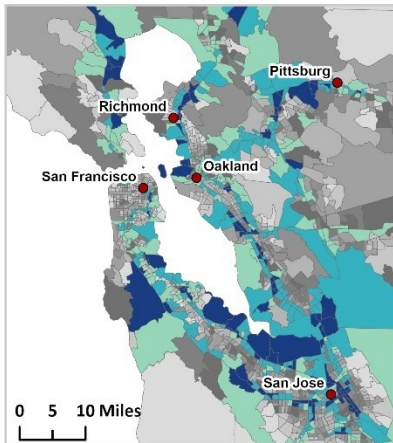 Pittsburg
Richmond
Oakland
San Francisco
San Jose
0 5 10 Miles